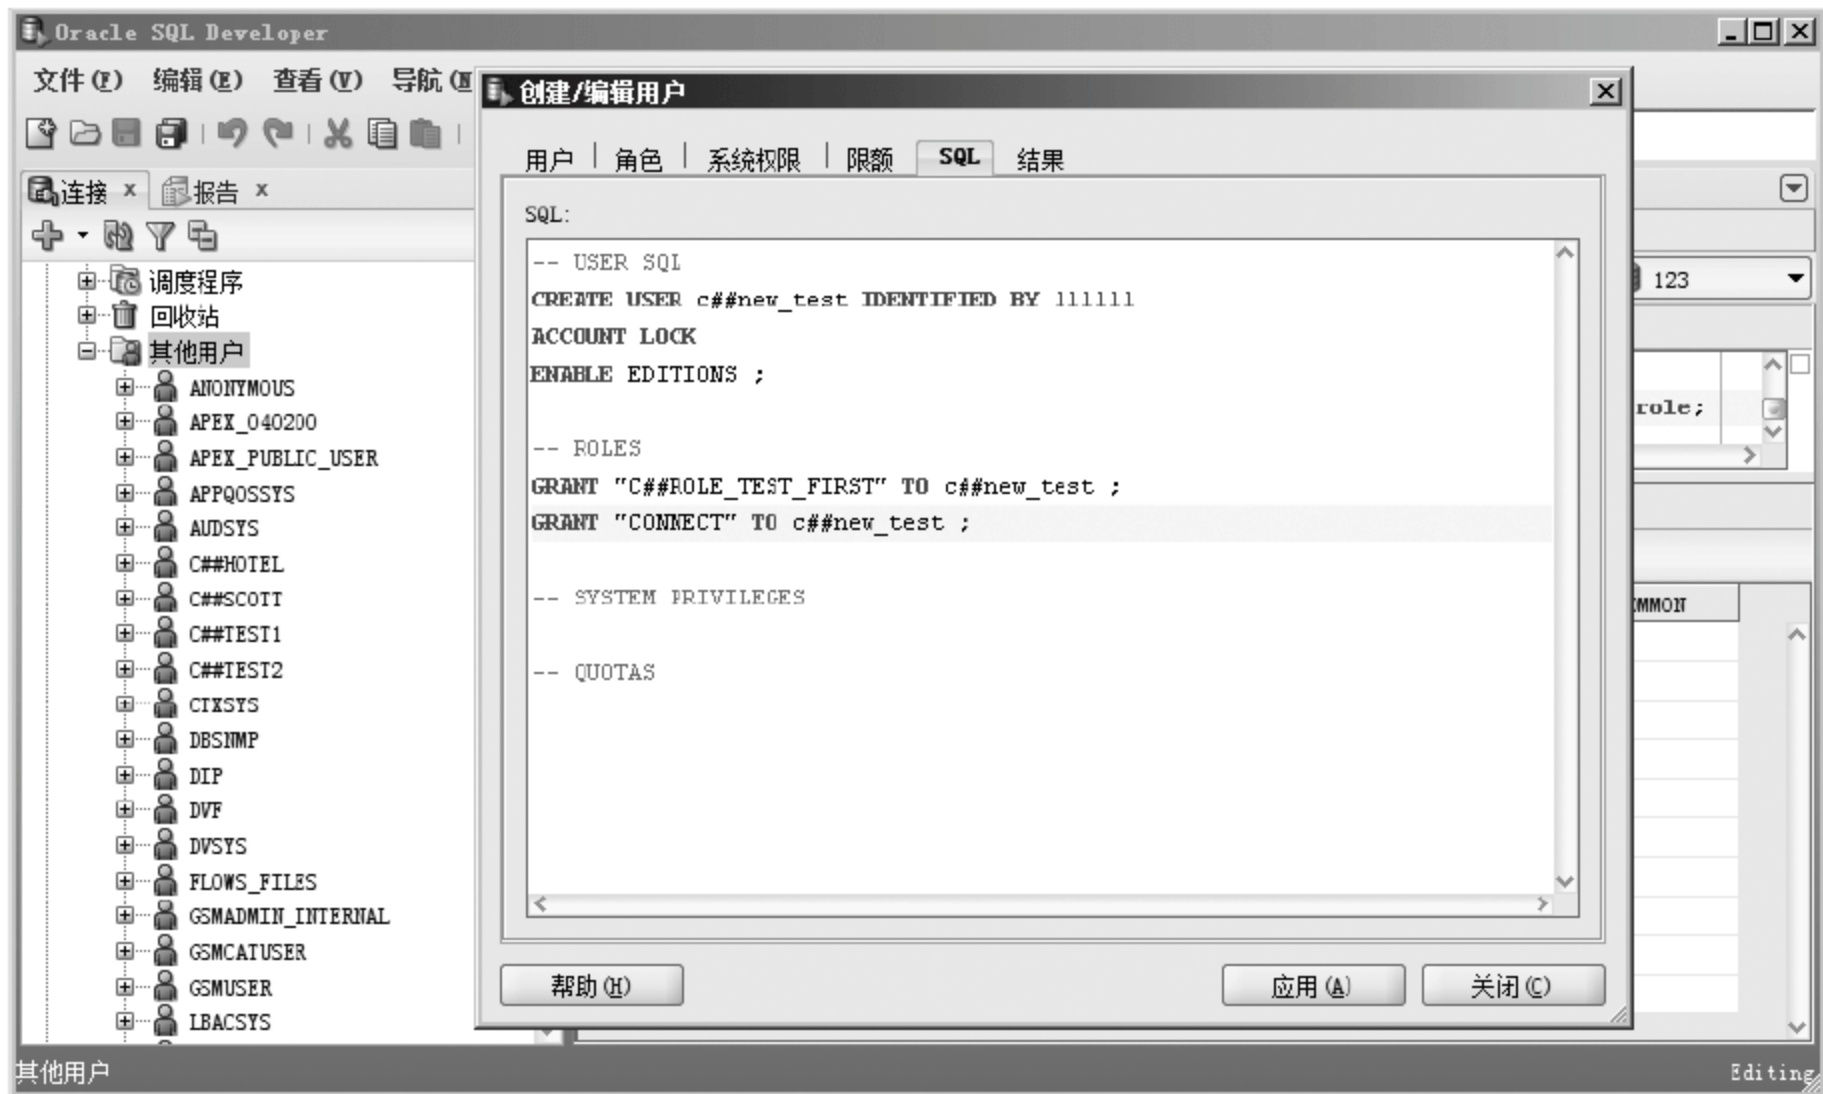 Oracle SQL Developer
文件(F) 编辑(E) 查看(V) 导航(N
连接 x 报告 x
调度程序
回收站
其他用户
ANONYMOUS
APEX_040200
APEX_PUBLIC_USER
APPQOSSYS
AUDSYS
C##HOTEL
C##SCOTT
C##TEST1
C##TEST2
CTXSYS
DBSNMP
DIP
DVF
DVSYS
FLOWS_FILES
GSMADMIN_INTERNAL
GSMCATUSER
GSMUSER
LBACSYS
创建/编辑用户
用户 角色 系统权限 限额 SQL 结果
SQL:
-- USER SQL
CREATE USER c##new_test IDENTIFIED BY 111111
ACCOUNT LOCK
ENABLE EDITIONS ;
-- ROLES
GRANT "C##ROLE_TEST_FIRST" TO c##new_test ;
GRANT "CONNECT" TO c##new_test ;
-- SYSTEM PRIVILEGES
-- QUOTAS
帮助(H) 应用(A) 关闭(C)
123
role;
OMMON
其他用户 Editing